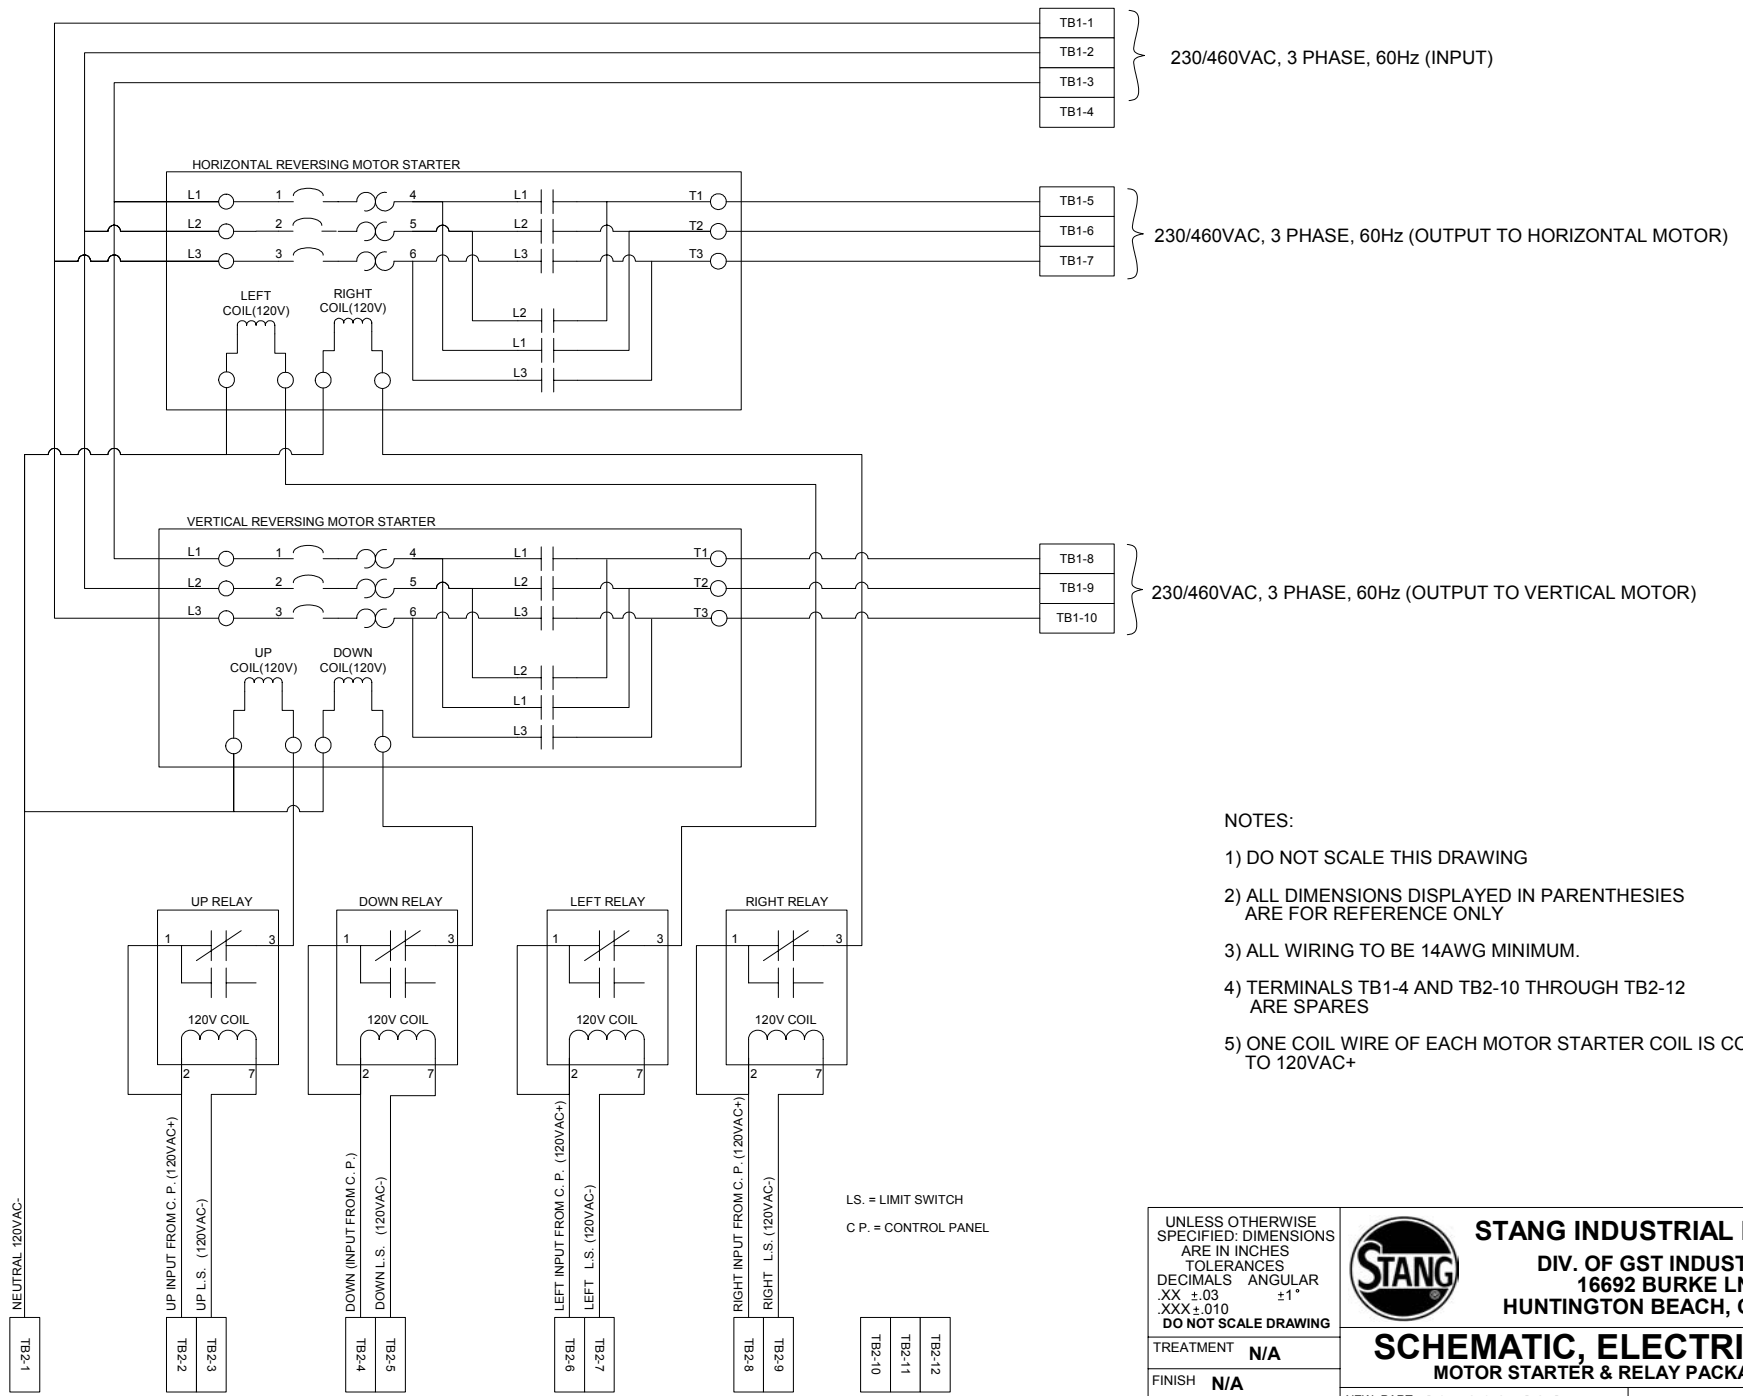 TB1-1
TB1-2
TB1-3
TB1-4
230/460VAC, 3 PHASE, 60Hz (INPUT)
HORIZONTAL REVERSING MOTOR STARTER
L1 1 4 L1 T1
L2 2 5 L2 T2
L3 3 6 L3 T3
TB1-5
TB1-6
TB1-7
230/460VAC, 3 PHASE, 60Hz (OUTPUT TO HORIZONTAL MOTOR)
LEFT
COIL(120V)
RIGHT
COIL(120V)
L2
L1
L3
VERTICAL REVERSING MOTOR STARTER
L1 1 4 L1 T1
L2 2 5 L2 T2
L3 3 6 L3 T3
TB1-8
TB1-9
TB1-10
230/460VAC, 3 PHASE, 60Hz (OUTPUT TO VERTICAL MOTOR)
UP
COIL(120V)
DOWN
COIL(120V)
L2
L1
L3
NOTES:
1) DO NOT SCALE THIS DRAWING
2) ALL DIMENSIONS DISPLAYED IN PARENTHESIES
ARE FOR REFERENCE ONLY
3) ALL WIRING TO BE 14AWG MINIMUM.
4) TERMINALS TB1-4 AND TB2-10 THROUGH TB2-12
ARE SPARES
5) ONE COIL WIRE OF EACH MOTOR STARTER COIL IS
TO 120VAC+
UP RELAY
1 3
120V COIL
2 7
DOWN RELAY
1 3
120V COIL
2 7
LEFT RELAY
1 3
120V COIL
2 7
RIGHT RELAY
1 3
120V COIL
2 7
NEUTRAL 120VAC-
UP INPUT FROM C. P. (120VAC+)
UP L.S. (120VAC-)
DOWN (INPUT FROM C. P.)
DOWN L.S. (120VAC-)
LEFT INPUT FROM C. P. (120VAC+)
LEFT L.S. (120VAC-)
RIGHT INPUT FROM C. P. (120VAC+)
RIGHT L.S. (120VAC-)
LS. = LIMIT SWITCH
C P. = CONTROL PANEL
TB2-1
TB2-2
TB2-3
TB2-4
TB2-5
TB2-6
TB2-7
TB2-8
TB2-9
TB2-10
TB2-11
TB2-12
UNLESS OTHERWISE
SPECIFIED: DIMENSIONS
ARE IN INCHES
TOLERANCES
DECIMALS ANGULAR
.XX ±.03 ±1°
.XXX±.010
DO NOT SCALE DRAWING
TREATMENT N/A
FINISH N/A
STANG
®
STANG INDUSTRIAL
DIV. OF GST
16692 BURKE
HUNTINGTON BEACH,
SCHEMATIC,
MOTOR STARTER & RELAY